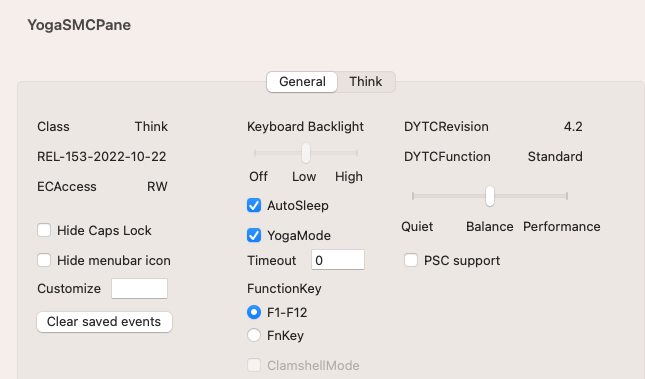 YogaSMCPane
General Think
Class Think
REL-153-2022-10-22
ECAccess RW
Hide Caps Lock
Hide menubar icon
Customize
Clear saved events
Keyboard Backlight
Off Low High
AutoSleep
YogaMode
Timeout 0
FunctionKey
F1-F12
FnKey
ClamshellMode
DYTCRevision 4.2
DYTCFunction Standard
Quiet Balance Performance
PSC support